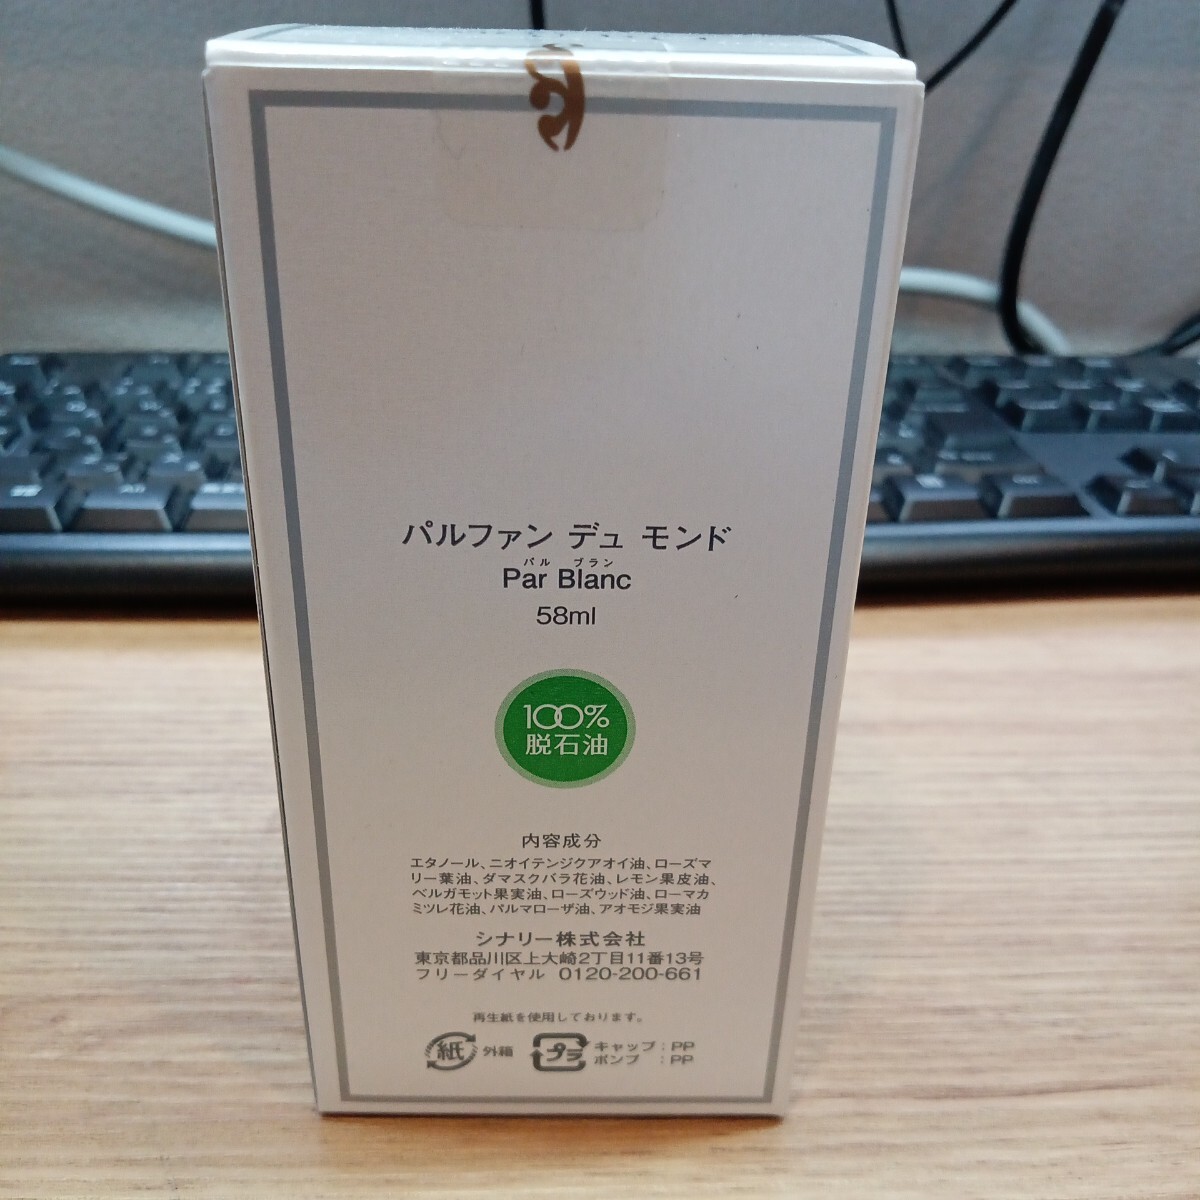 パルファン デュ モンド
パル ブラン
Par Blanc
58ml
100%
脱石油
内容成分
エタノール、ニオイテンジクアオイ油、ローズマ
リー葉油、ダマスクバラ花油、レモン果皮油、
ベルガモット果実油、ローズウッド油、ローマカ
ミツレ花油、パルマローザ油、アオモジ果実油
シナリー株式会社
東京都品川区上大崎2丁目11番13号
フリーダイヤル 0120-200-661
再生紙を使用しております。
紙 外箱 プラ キャップ : PP
ポンプ : PP